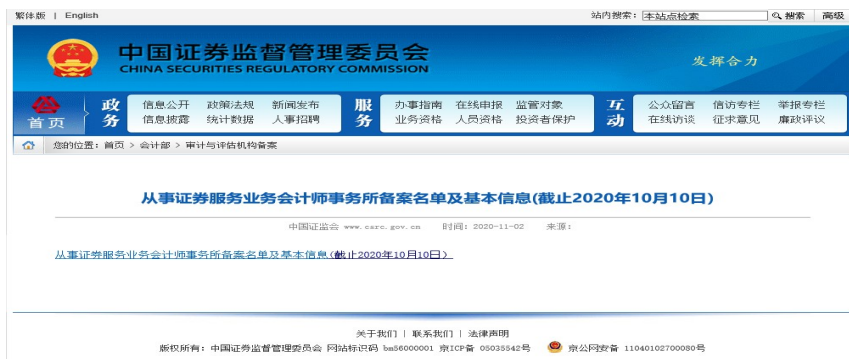 繁体版 | English 站内搜索: 本站点检索 搜索 高级
中国证券监督管理委员会
CHINA SECURITIES REGULATORY COMMISSION
发挥合力
首页 政务 信息公开 政策法规 新闻发布 服务 办事指南 在线申报 监管对象 互动 公众留言 信访专栏 举报专栏
信息披露 统计数据 人事招聘 业务资格 人员资格 投资者保护 在线访谈 征求意见 廉政评议
您的位置: 首页 > 会计部 > 审计与评估机构备案
从事证券服务业务会计师事务所备案名单及基本信息(截止2020年10月10日)
中国证监会 www.csrc.gov.cn 时间: 2020-11-02 来源:
从事证券服务业务会计师事务所备案名单及基本信息(截止2020年10月10日)
关于我们 | 联系我们 | 法律声明
版权所有: 中国证券监督管理委员会 网站标识码 bm56000001 京ICP备 05035542号 京公网安备 11040102700080号